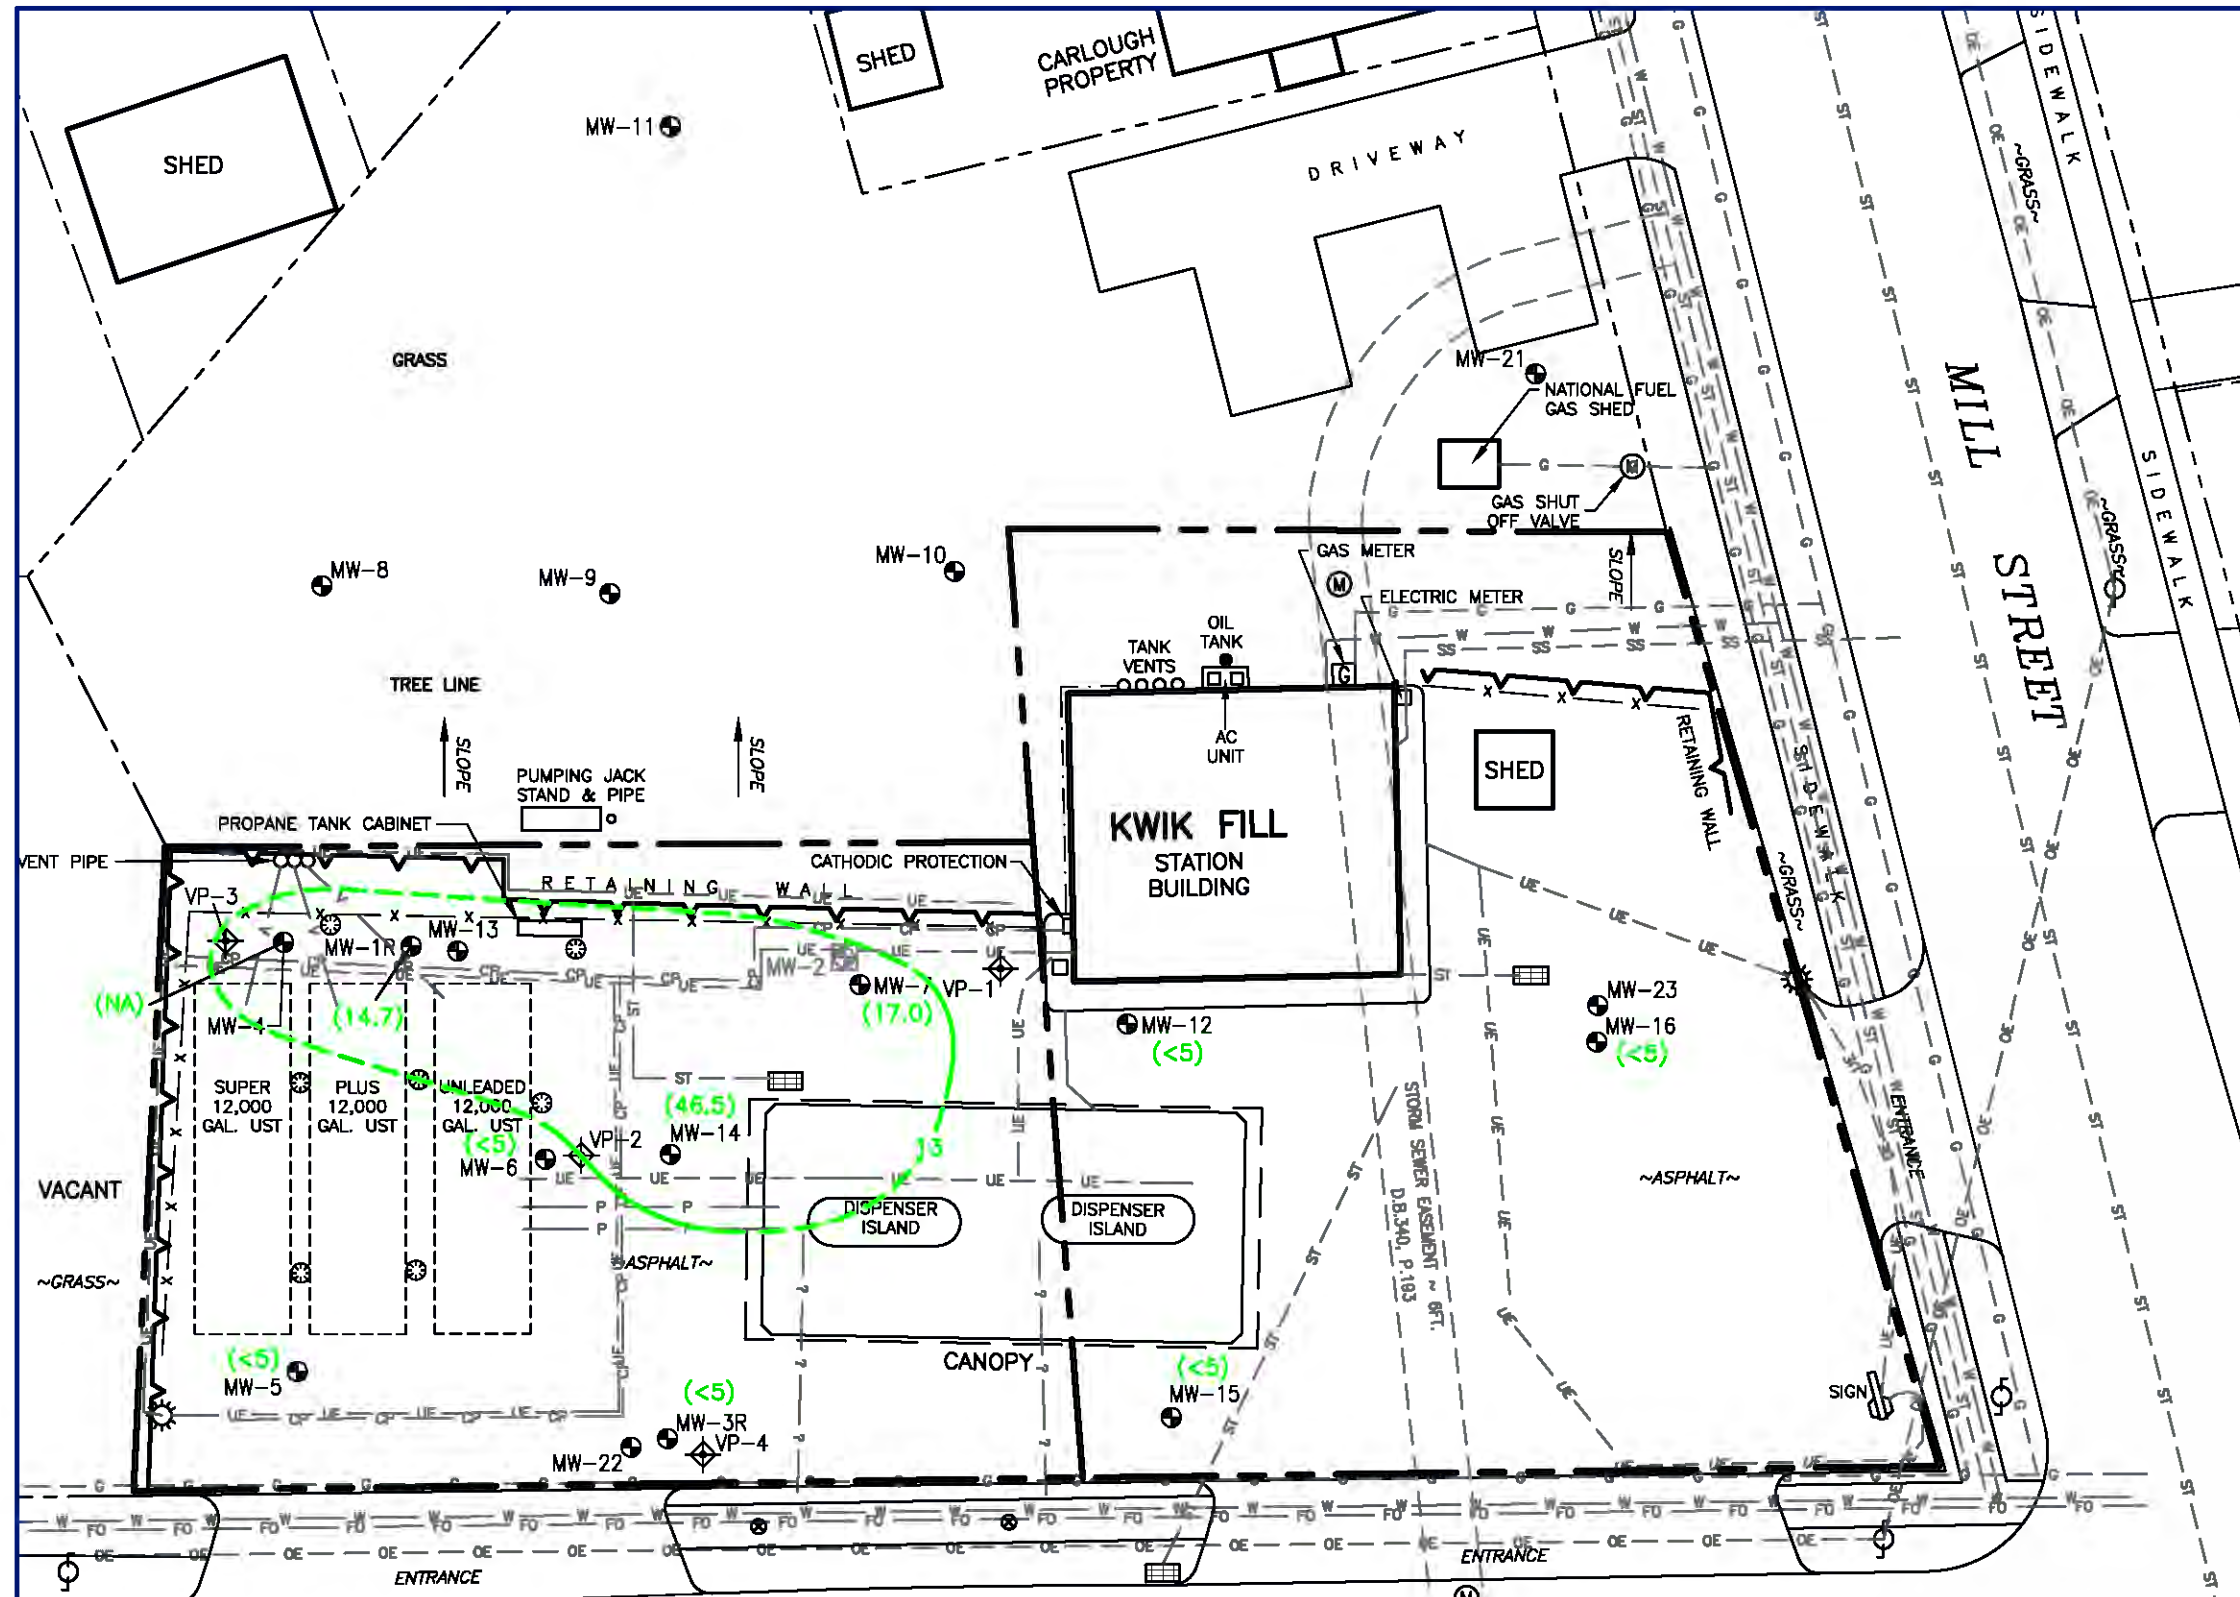 SHED
CARLOUGH
PROPERTY
SIDEWALK
MW-11
SHED
DRIVEWAY
~GRASS~
GRASS
MW-21
NATIONAL FUEL
GAS SHED
MILL STREET
SIDEWALK
GAS SHUT
OFF VALVE
~GRASS~
MW-8
MW-9
MW-10
GAS METER
M
SLOPE
ELECTRIC METER
OIL
TANK
TANK
VENTS
TREE LINE
G
SLOPE
SLOPE
AC
UNIT
SHED
RETAINING WALL
SIDEWALK
PUMPING JACK
STAND & PIPE
PROPANE TANK CABINET
KWIK FILL
STATION
BUILDING
VENT PIPE
CATHODIC PROTECTION
RETAINING WALL
~GRASS~
VP-3
MW-1R
MW-13
MW-2
MW-7
VP-1
(NA)
MW-4
(14.7)
(17.0)
MW-12
(<5)
MW-23
MW-16
(<5)
SUPER
12,000
GAL. UST
PLUS
12,000
GAL. UST
UNLEADED
12,000
GAL. UST
(46.5)
MW-14
(<5)
MW-6
VP-2
STORM SEWER EASEMENT ~ 6FT.
D.B.340, P.193
ENTRANCE
VACANT
~ASPHALT~
DISPENSER
ISLAND
DISPENSER
ISLAND
~GRASS~
~ASPHALT~
CANOPY
(<5)
MW-5
(<5)
MW-3R
VP-4
MW-22
(<5)
MW-15
SIGN
ENTRANCE
ENTRANCE